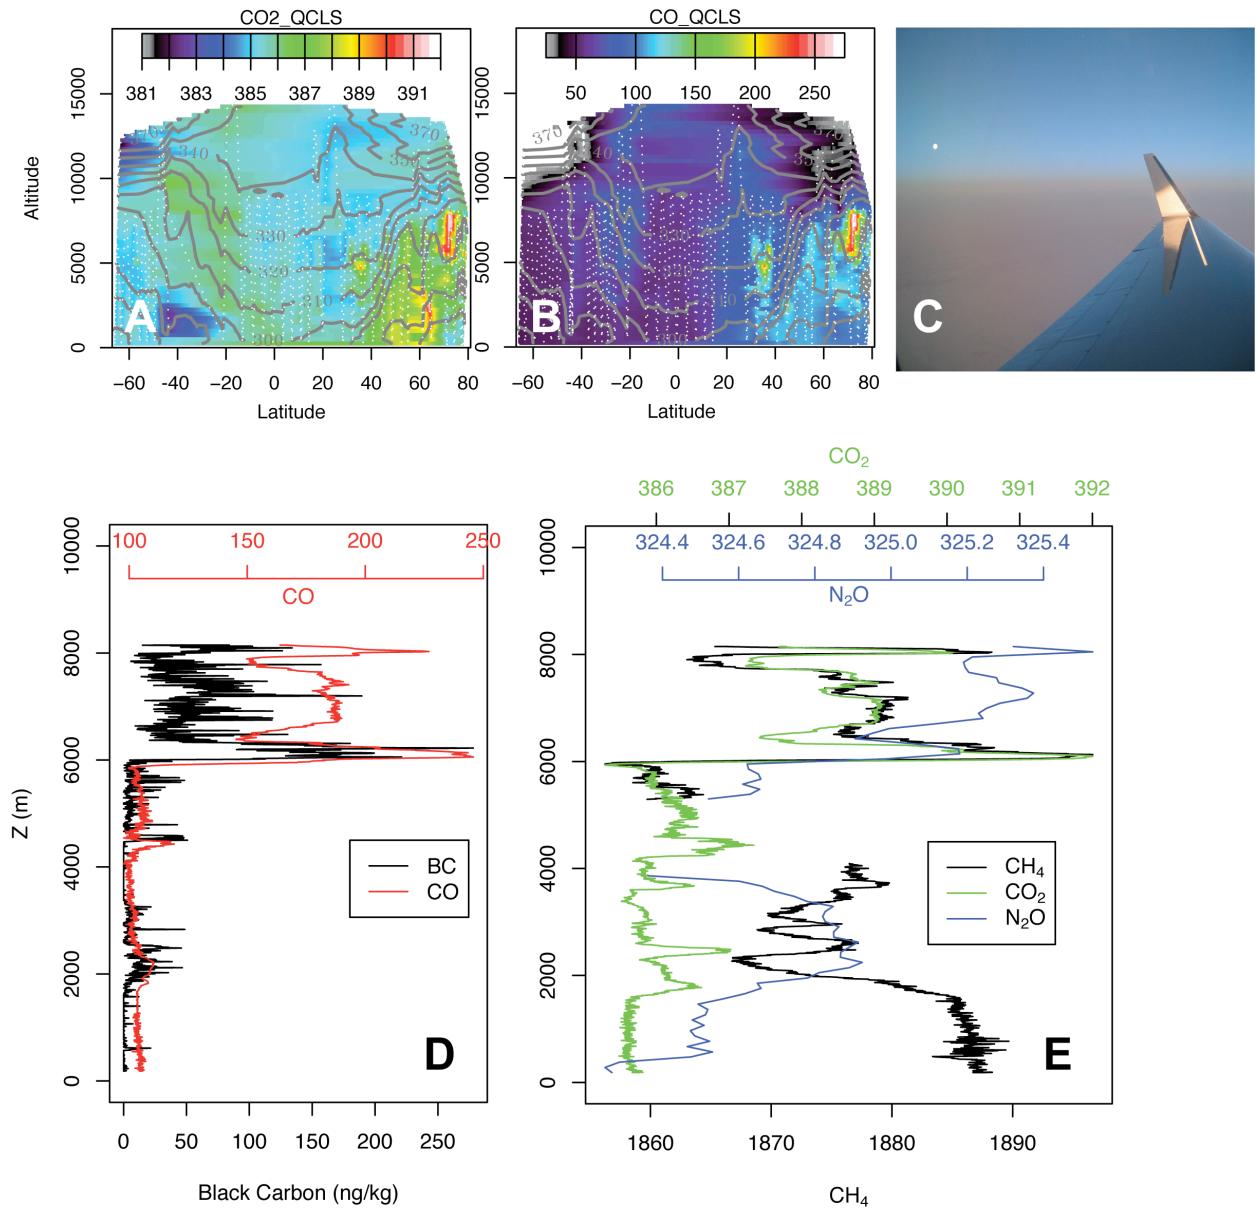 CO2_QCLS
381 383 385 387 389 391
Altitude
15000
10000
5000
0
370
340
350
330
320
310
300
A
−60 −40 −20 0 20 40 60 80
Latitude
CO_QCLS
50 100 150 200 250
15000
10000
5000
0
370
340
370
320
B
−60 −40 −20 0 20 40 60 80
Latitude
C
100 150 200 250
CO
Z (m)
10000
8000
6000
4000
2000
0
BC
CO
D
0 50 100 150 200 250
Black Carbon (ng/kg)
CO₂
386 387 388 389 390 391 392
324.4 324.6 324.8 325.0 325.2 325.4
N₂O
10000
8000
6000
4000
2000
0
CH₄
CO₂
N₂O
E
1860 1870 1880 1890
CH₄